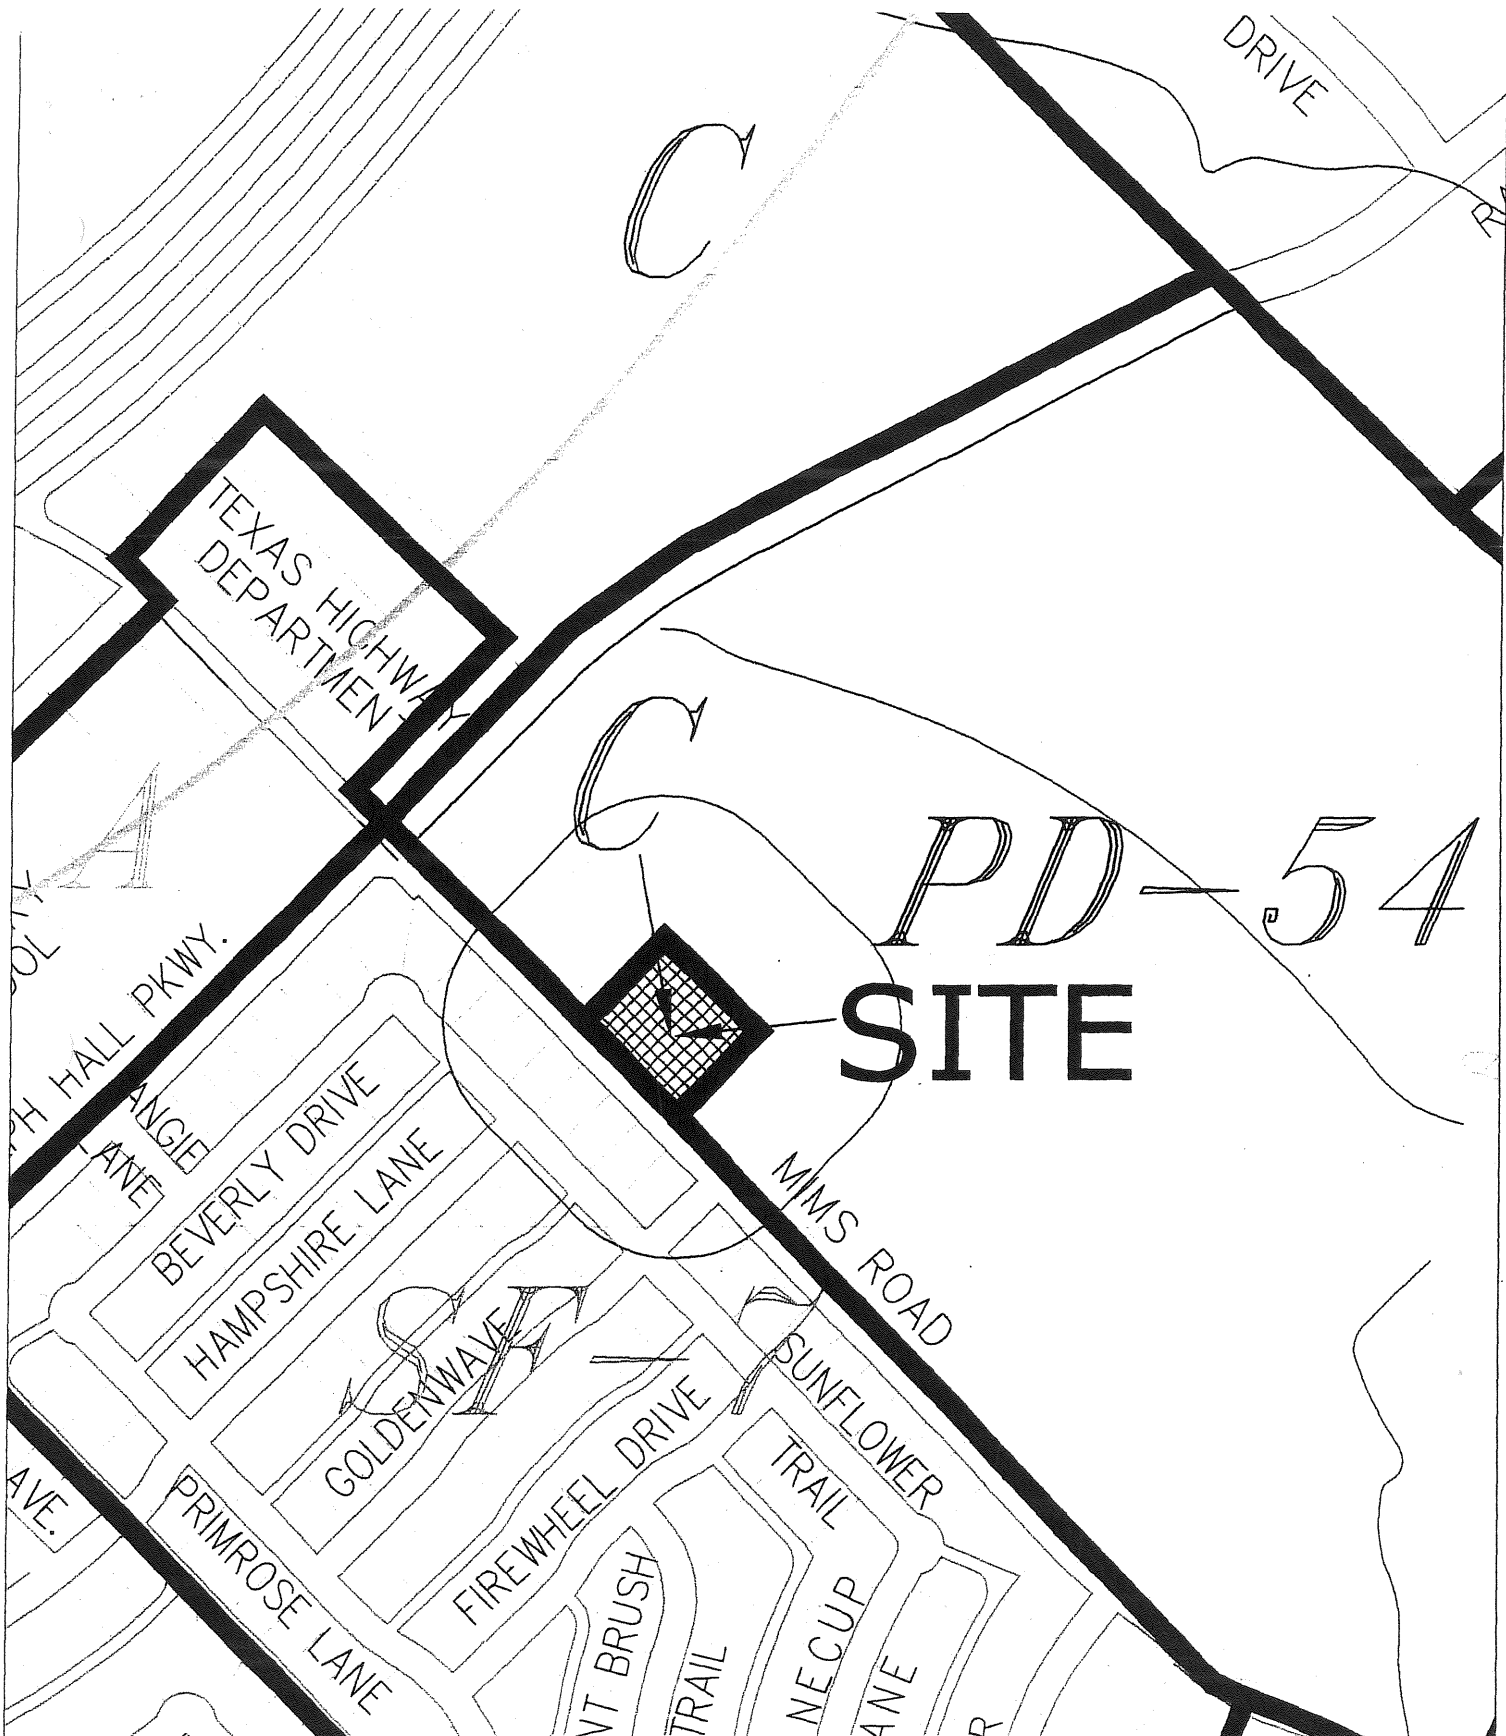 DRIVE
C
TEXAS HIGHWAY
DEPARTMENT
C
A
PD-54
SITE
HALL PKWY.
ANGIE
LANE
BEVERLY DRIVE
HAMPSHIRE LANE
MIMS ROAD
SF-7
GOLDENWAVE
SUNFLOWER
FIREWHEEL DRIVE
TRAIL
AVE.
PRIMROSE LANE
BRUSH
TRAIL